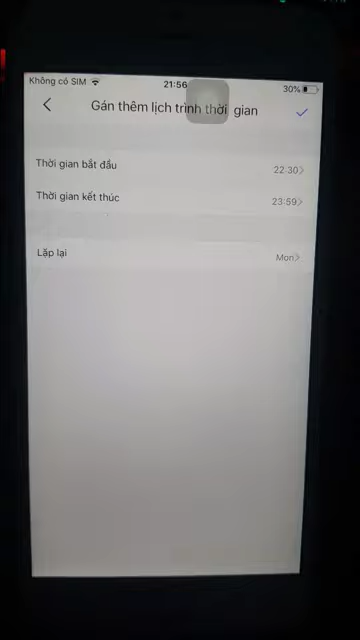 Không có SIM 21:56 30%
Gán thêm lịch trình thời gian
Thời gian bắt đầu 22:30
Thời gian kết thúc 23:59
Lặp lại Mon